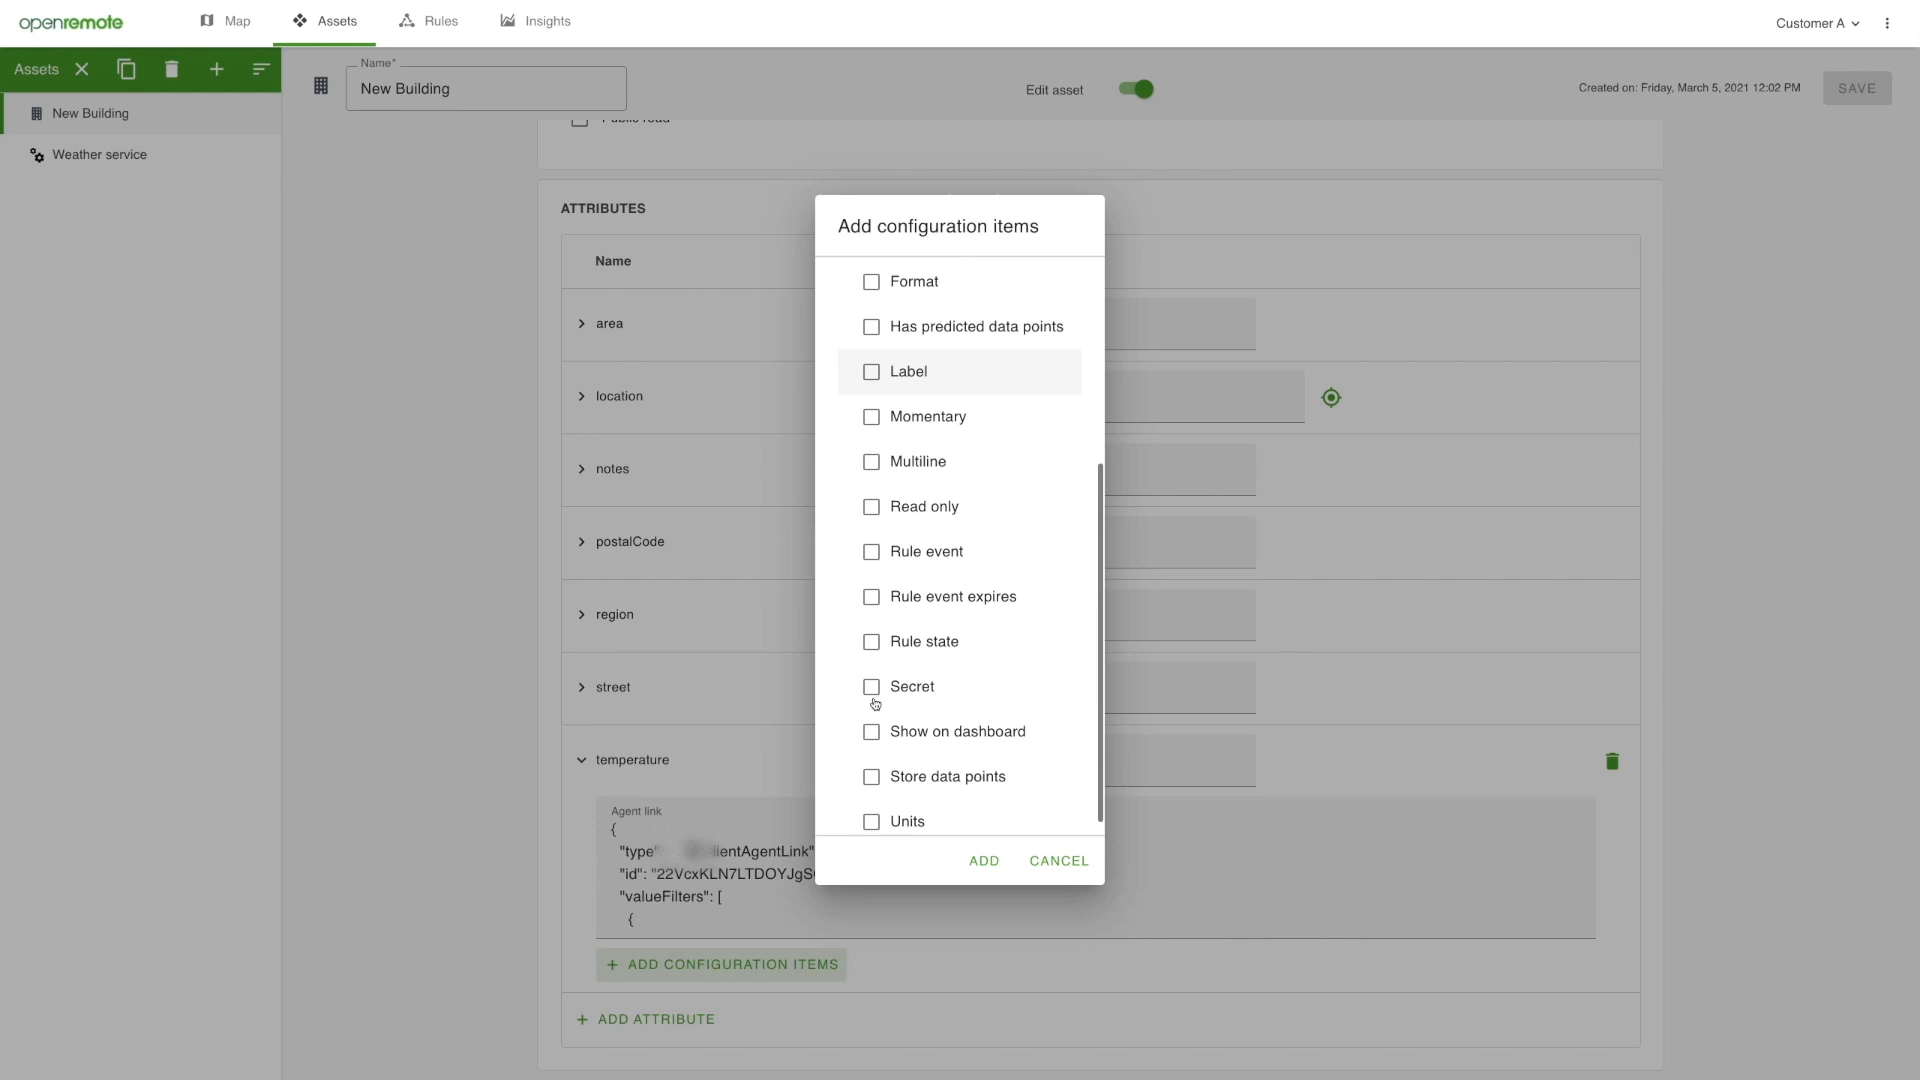 openremote
Map
Assets
Rules
Insights
Customer A
Assets
New Building
Weather service
Name*
New Building
Edit asset
Created on: Friday, March 5, 2021 12:02 PM
SAVE
Public read
ATTRIBUTES
Name
area
location
notes
postalCode
region
street
temperature
Agent link
{
"type"
ientAgentLink"
"id": "22VcxKLN7LTDOYJgS
"valueFilters": [
{
+ ADD CONFIGURATION ITEMS
+ ADD ATTRIBUTE
Add configuration items
Format
Has predicted data points
Label
Momentary
Multiline
Read only
Rule event
Rule event expires
Rule state
Secret
Show on dashboard
Store data points
Units
ADD
CANCEL